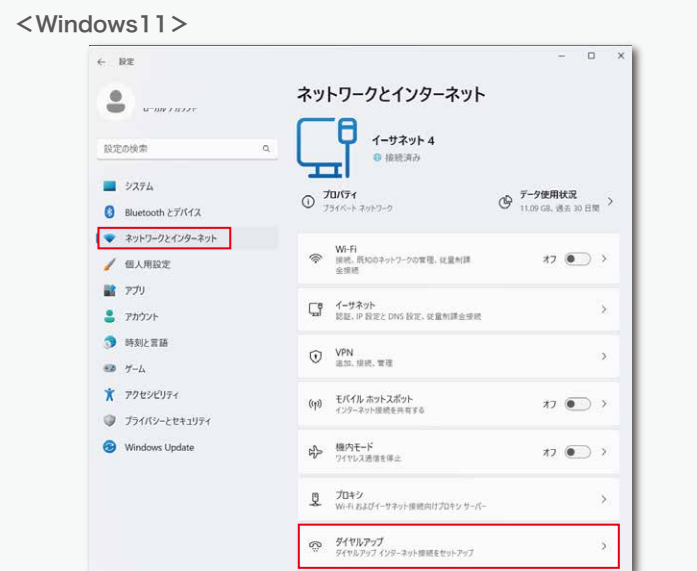 ＜Windows11＞
← 設定
ネットワークとインターネット
イーサネット 4
接続済み
設定の検索
プロパティ
プライベート ネットワーク
データ使用状況
11.09 GB、過去 30 日間
システム
Bluetooth とデバイス
ネットワークとインターネット
個人用設定
アプリ
アカウント
時刻と言語
ゲーム
アクセシビリティ
プライバシーとセキュリティ
Windows Update
Wi-Fi
接続、既知のネットワークの管理、従量制課
金接続
オフ
イーサネット
認証、IP 設定と DNS 設定、従量制課金接続
VPN
追加、接続、管理
モバイル ホットスポット
インターネット接続を共有する
オフ
機内モード
ワイヤレス通信を停止
オフ
プロキシ
Wi-Fi およびイーサネット接続向けプロキシ サーバー
ダイヤルアップ
ダイヤルアップ インターネット接続をセットアップ